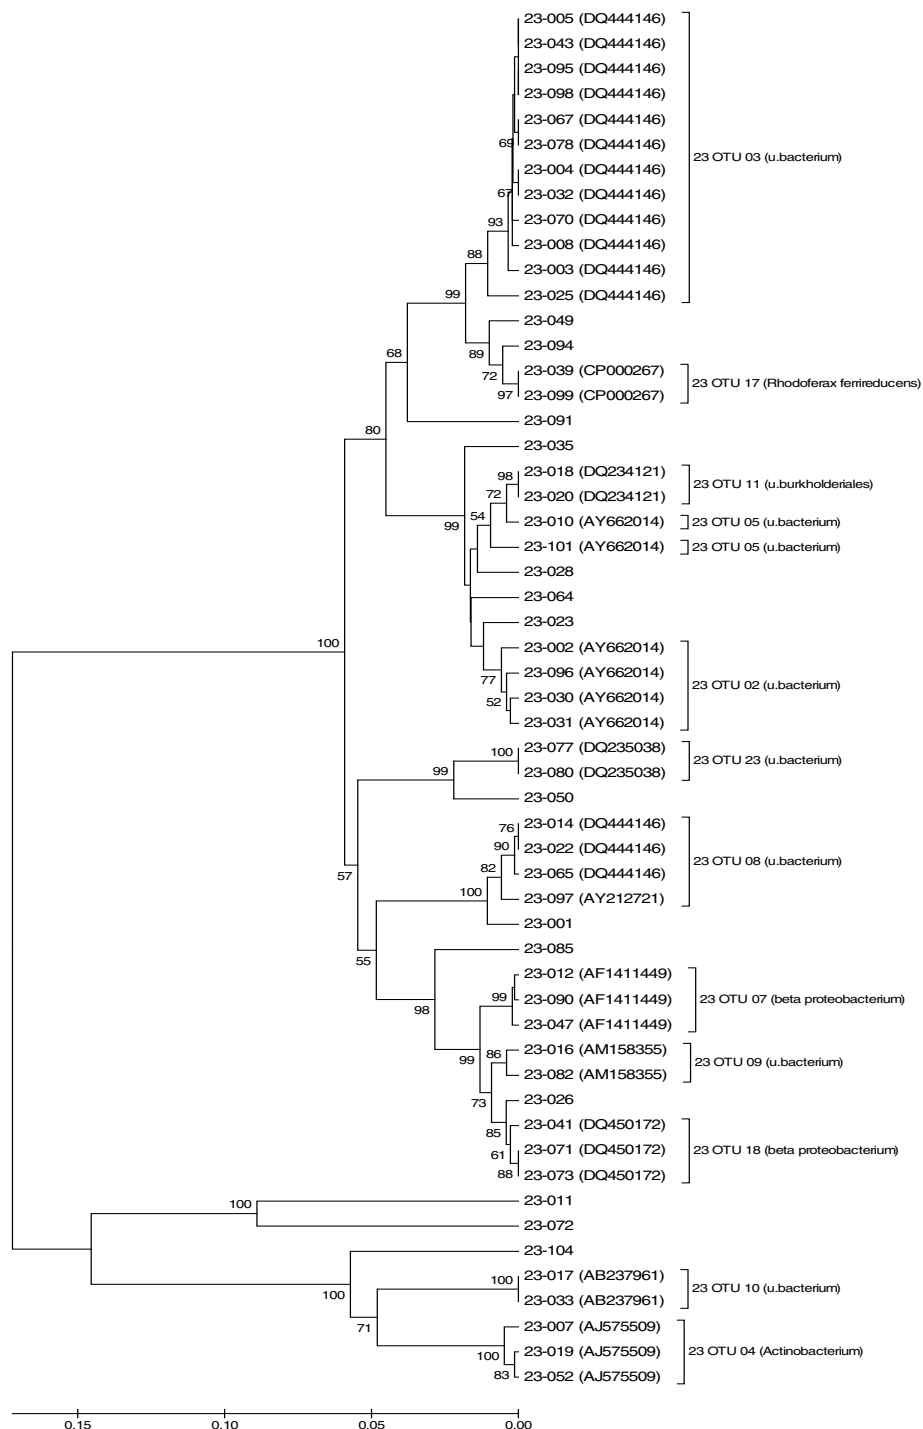 23-005 (DQ444146)
23-043 (DQ444146)
23-095 (DQ444146)
23-098 (DQ444146)
23-067 (DQ444146)
69
23-078 (DQ444146)
23 OTU 03 (u.bacterium)
23-004 (DQ444146)
67
23-032 (DQ444146)
93
23-070 (DQ444146)
23-008 (DQ444146)
88
23-003 (DQ444146)
99
23-025 (DQ444146)
23-049
68
89
23-094
72
23-039 (CP000267)
23 OTU 17 (Rhodoferax ferrireducens)
97
23-099 (CP000267)
23-091
80
23-035
98
23-018 (DQ234121)
23 OTU 11 (u.burkholderiales)
72
23-020 (DQ234121)
54
23-010 (AY662014)
23 OTU 05 (u.bacterium)
99
23-101 (AY662014)
23 OTU 05 (u.bacterium)
23-028
23-064
23-023
100
23-002 (AY662014)
77
23-096 (AY662014)
23 OTU 02 (u.bacterium)
52
23-030 (AY662014)
23-031 (AY662014)
100
23-077 (DQ235038)
23 OTU 23 (u.bacterium)
99
23-080 (DQ235038)
23-050
76
23-014 (DQ444146)
90
23-022 (DQ444146)
23 OTU 08 (u.bacterium)
82
23-065 (DQ444146)
57
100
23-097 (AY212721)
23-001
55
23-085
23-012 (AF1411449)
99
23-090 (AF1411449)
23 OTU 07 (beta proteobacterium)
98
23-047 (AF1411449)
99
86
23-016 (AM158355)
23 OTU 09 (u.bacterium)
23-082 (AM158355)
73
23-026
85
23-041 (DQ450172)
61
23-071 (DQ450172)
23 OTU 18 (beta proteobacterium)
88
23-073 (DQ450172)
100
23-011
23-072
23-104
100
100
23-017 (AB237961)
23 OTU 10 (u.bacterium)
23-033 (AB237961)
71
23-007 (AJ575509)
100
23-019 (AJ575509)
23 OTU 04 (Actinobacterium)
83
23-052 (AJ575509)
0.15 0.10 0.05 0.00